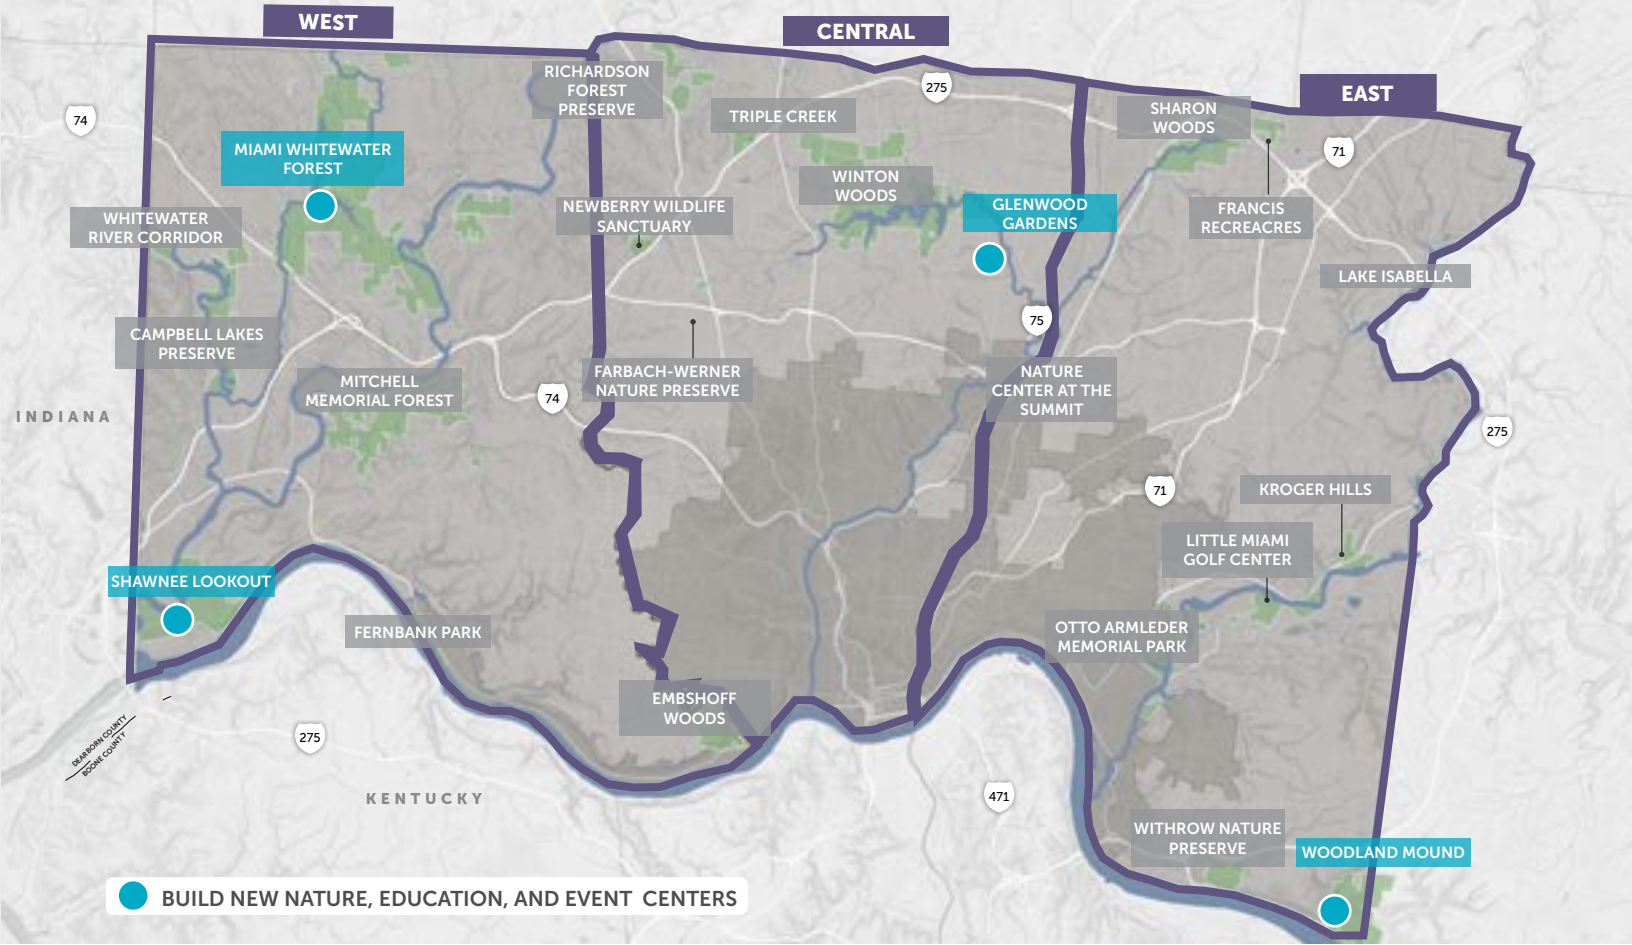 WEST
CENTRAL
EAST
RICHARDSON
FOREST
PRESERVE
275
TRIPLE CREEK
SHARON
WOODS
74
71
MIAMI WHITEWATER
FOREST
WINTON
WOODS
GLENWOOD
GARDENS
NEWBERRY WILDLIFE
SANCTUARY
FRANCIS
RECREACRES
WHITEWATER
RIVER CORRIDOR
LAKE ISABELLA
75
CAMPBELL LAKES
PRESERVE
FARBACH-WERNER
NATURE PRESERVE
NATURE
CENTER AT THE
SUMMIT
MITCHELL
MEMORIAL FOREST
74
INDIANA
275
71
KROGER HILLS
LITTLE MIAMI
GOLF CENTER
SHAWNEE LOOKOUT
FERNBANK PARK
OTTO ARMLEDER
MEMORIAL PARK
EMBSHOFF
WOODS
DEARBORN COUNTY
BOONE COUNTY
275
KENTUCKY
471
WITHROW NATURE
PRESERVE
WOODLAND MOUND
BUILD NEW NATURE, EDUCATION, AND EVENT CENTERS